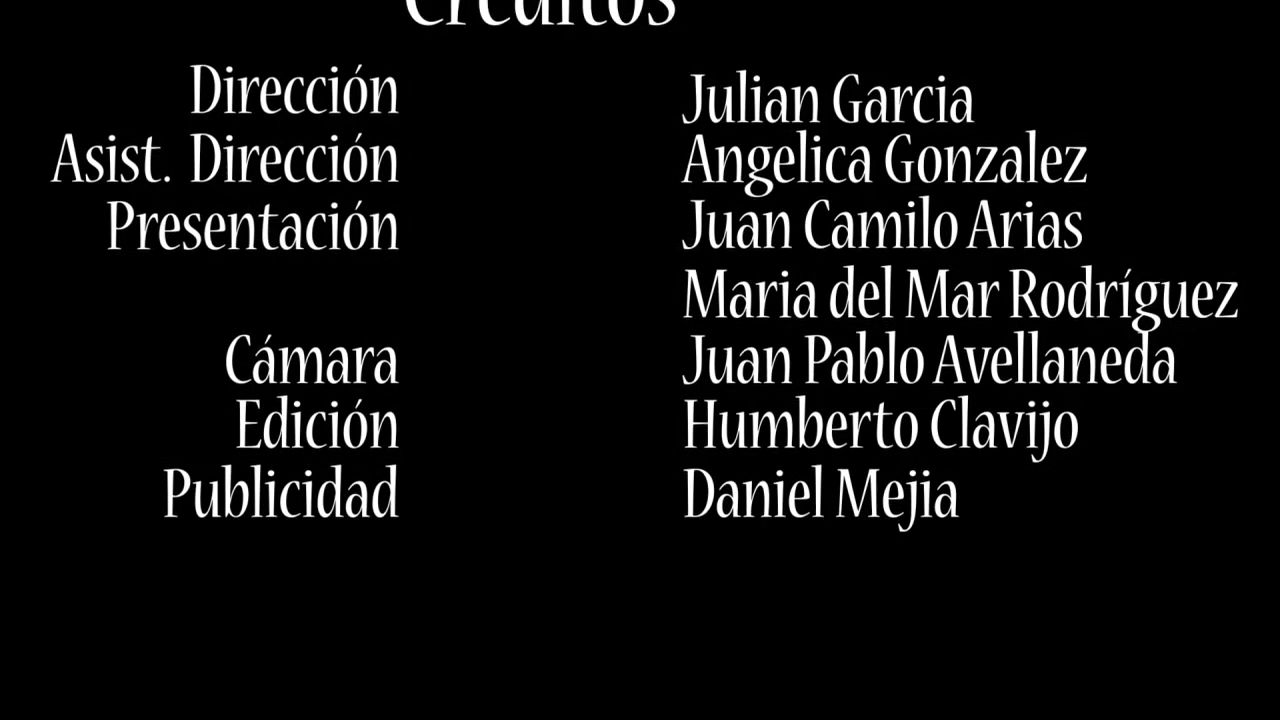 Créditos
Dirección Julian Garcia
Asist. Dirección Angelica Gonzalez
Presentación Juan Camilo Arias
Maria del Mar Rodríguez
Cámara Juan Pablo Avellaneda
Edición Humberto Clavijo
Publicidad Daniel Mejia